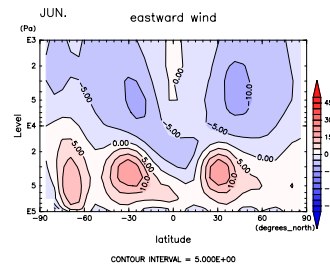 JUN.
eastward wind
(Pa)
E3
2
5
E4
2
5
E5
Level
-5.00
0.00
-10.0
-5.00
-5.00
0.00
0.00
5.00
5.00
5.00
10.0
10.0
-90 -60 -30 0 30 60 90
(degrees_north)
latitude
45
30
15
CONTOUR INTERVAL = 5.000E+00